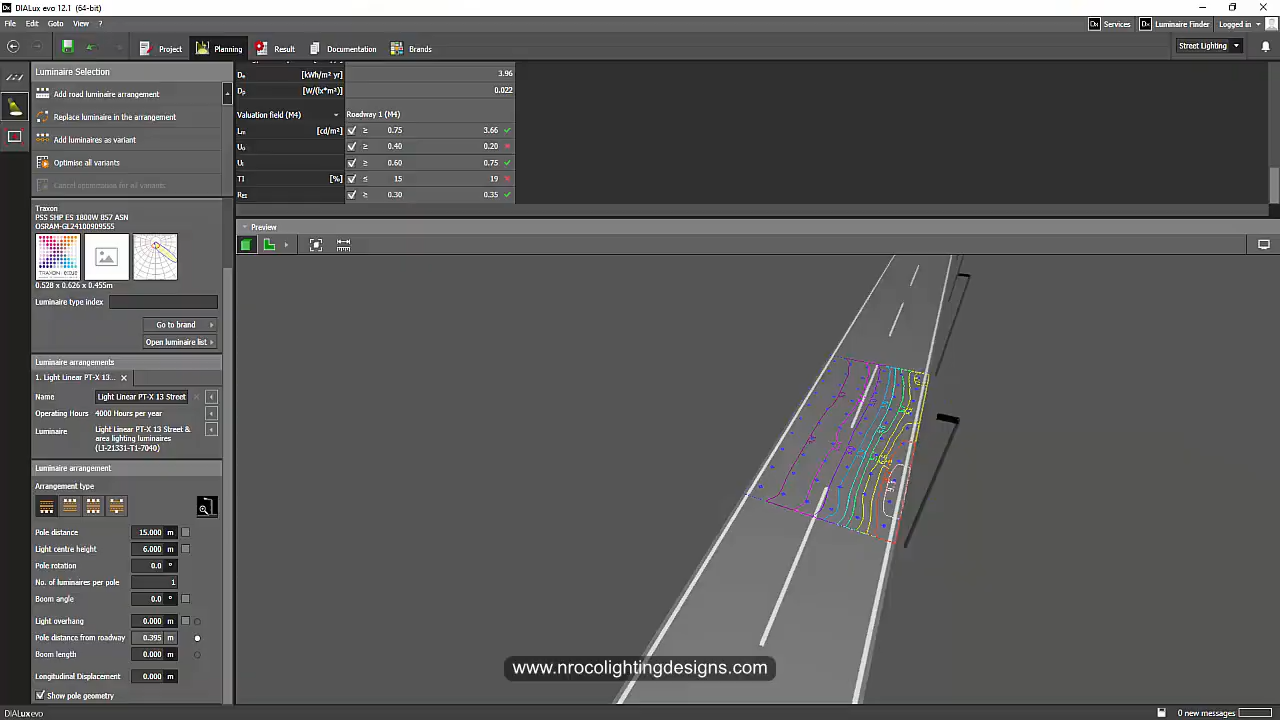 DIALux evo 12.1 (64-bit)
File Edit Goto View ?
Services Luminaire Finder Logged in
Project Planning Result Documentation Brands Street Lighting
Luminaire Selection
Add road luminaire arrangement
Replace luminaire in the arrangement
Add luminaires as variant
Optimise all variants
Cancel optimisation for all variants
Traxon
PSS SHP ES 1800W B57 ASN
OSRAM-GL24100909555
0.528 x 0.626 x 0.455m
Luminaire type index
Go to brand
Open luminaire list
Luminaire arrangements
1. Light Linear PT-X 13...
Name Light Linear PT-X 13 Street
Operating Hours 4000 Hours per year
Luminaire Light Linear PT-X 13 Street &
area lighting luminaires
(LI-21331-T1-7040)
Luminaire arrangement
Arrangement type
Pole distance 15.000 m
Light centre height 6.000 m
Pole rotation 0.0 °
No. of luminaires per pole 1
Boom angle 0.0 °
Light overhang 0.000 m
Pole distance from roadway 0.395 m
Boom length 0.000 m
Longitudinal Displacement 0.000 m
Show pole geometry
De [kWh/m² yr] 3.96
Dp [W/(lx*m²)] 0.022
Valuation field (M4) Roadway 1 (M4)
Lm [cd/m²] ≥ 0.75 3.66
Uo ≥ 0.40 0.20
Ul ≥ 0.60 0.75
TI [%] ≤ 15 19
REI ≥ 0.30 0.35
Preview
www.nrocolightingdesigns.com
DIALux evo
0 new messages